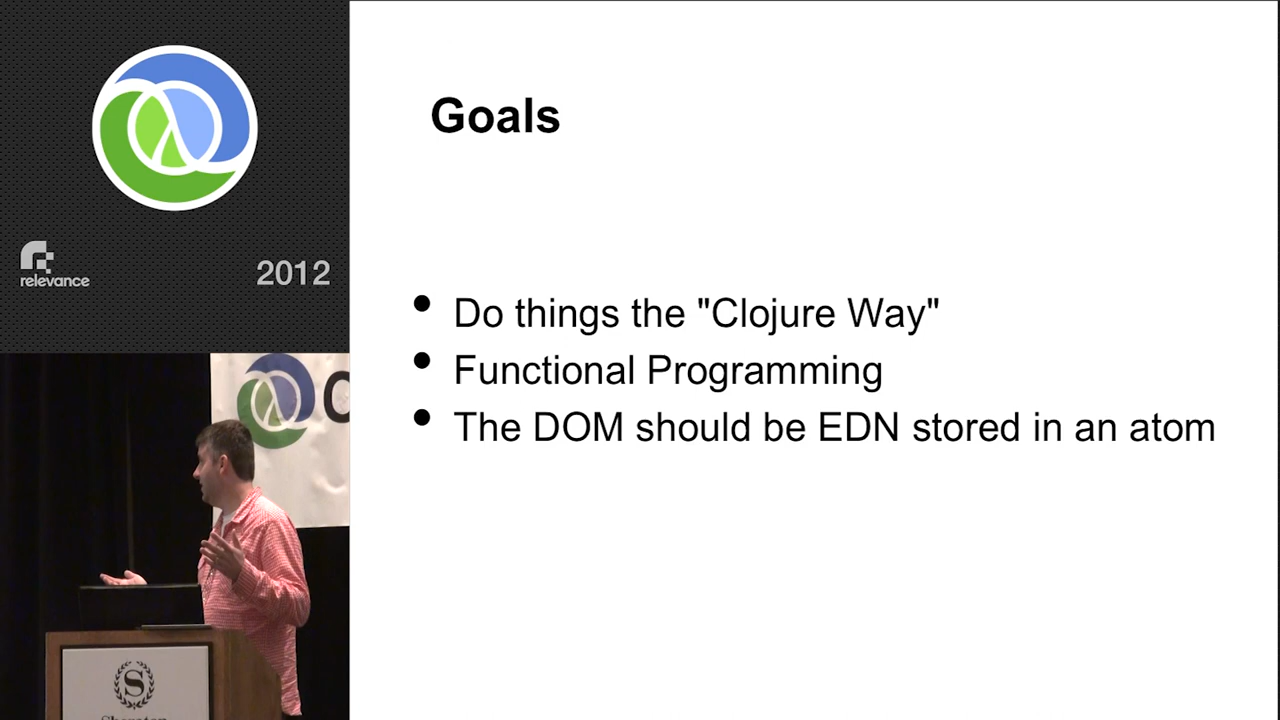 relevance
2012
Goals
• Do things the "Clojure Way"
• Functional Programming
• The DOM should be EDN stored in an atom
C
S
Sheraton